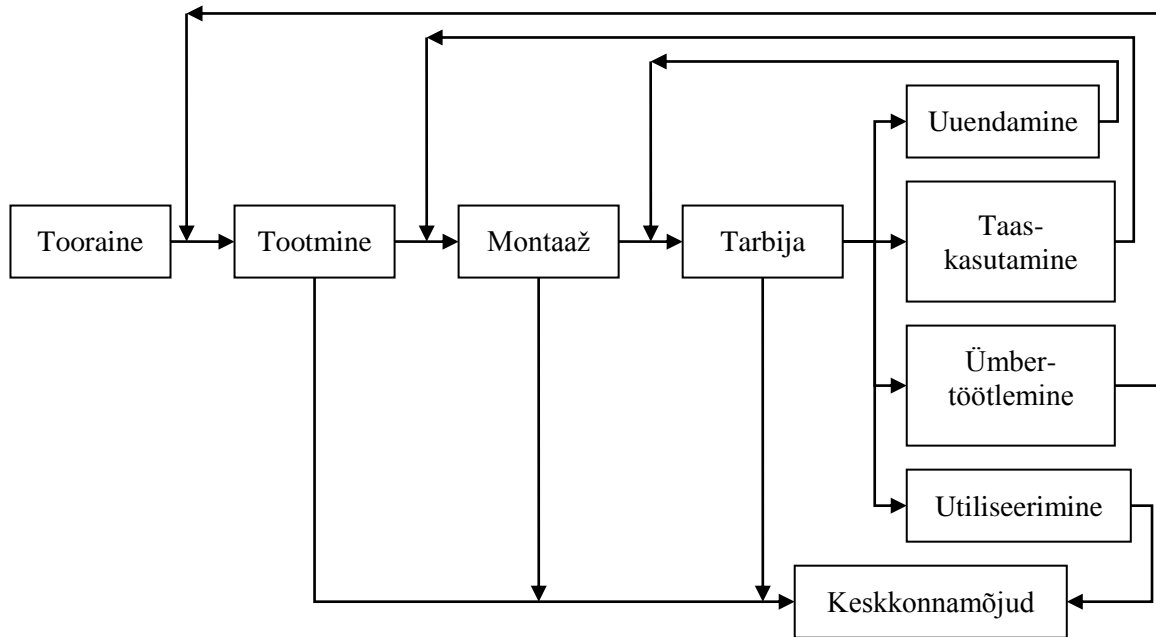 Uuendamine
Tooraine
Tootmine
Montaaž
Tarbija
Taas-
kasutamine
Ümber-
töötlemine
Utiliseerimine
Keskkonnamõjud